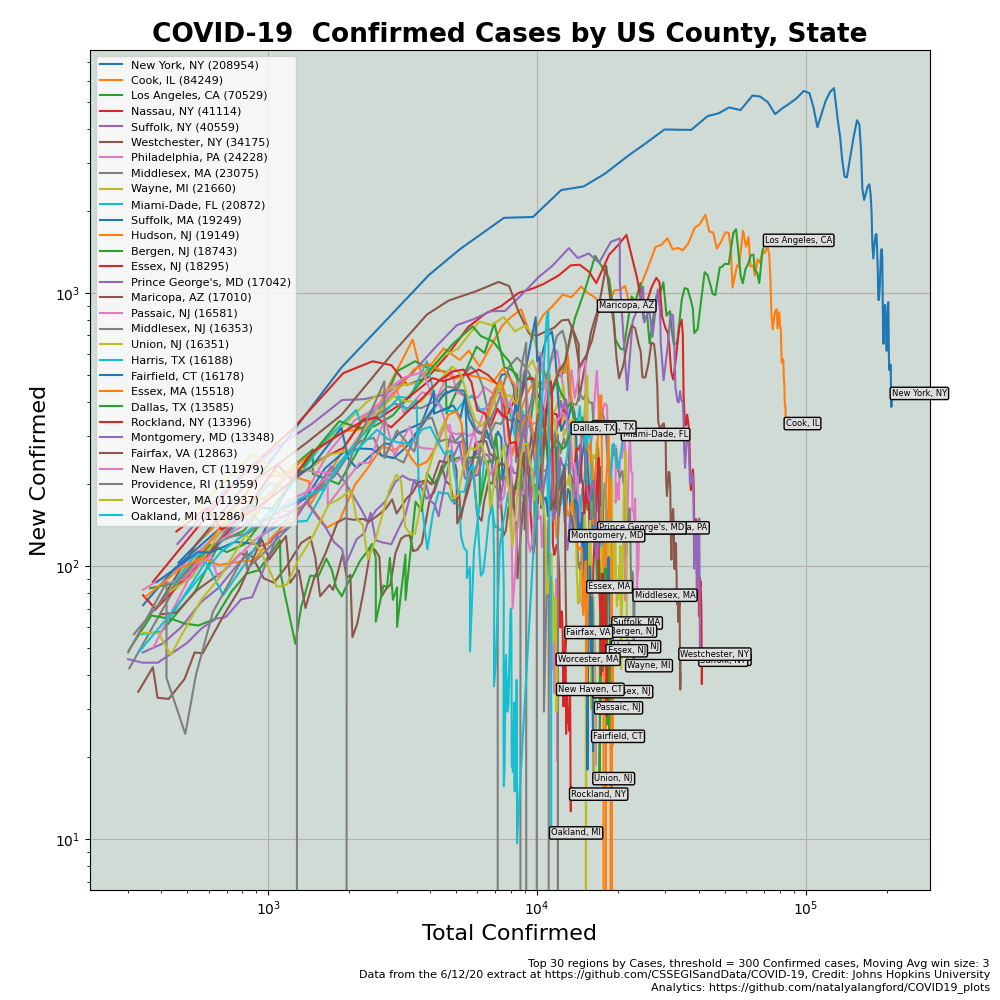 COVID-19  Confirmed Cases by US County, State
New York, NY (208954)
Cook, IL (84249)
Los Angeles, CA (70529)
Nassau, NY (41114)
Suffolk, NY (40559)
Westchester, NY (34175)
Philadelphia, PA (24228)
Middlesex, MA (23075)
Wayne, MI (21660)
Miami-Dade, FL (20872)
Suffolk, MA (19249)
Hudson, NJ (19149)
Bergen, NJ (18743)
Essex, NJ (18295)
Prince George's, MD (17042)
Maricopa, AZ (17010)
Passaic, NJ (16581)
Middlesex, NJ (16353)
Union, NJ (16351)
Harris, TX (16188)
Fairfield, CT (16178)
Essex, MA (15518)
Dallas, TX (13585)
Rockland, NY (13396)
Montgomery, MD (13348)
Fairfax, VA (12863)
New Haven, CT (11979)
Providence, RI (11959)
Worcester, MA (11937)
Oakland, MI (11286)
New Confirmed
10³
10²
10¹
Los Angeles, CA
Maricopa, AZ
New York, NY
Cook, IL
Dallas, TX
TX
Miami-Dade, FL
Prince George's, MD
PA
Montgomery, MD
Essex, MA
Middlesex, MA
Suffolk, MA
Fairfax, VA
Bergen, NJ
NJ
Essex, NJ
Westchester, NY
Worcester, MA
Wayne, MI
New Haven, CT
NJ
Passaic, NJ
Fairfield, CT
Union, NJ
Rockland, NY
Oakland, MI
10³
10⁴
10⁵
Total Confirmed
Top 30 regions by Cases, threshold = 300 Confirmed cases, Moving Avg win size: 3
Data from the 6/12/20 extract at https://github.com/CSSEGISandData/COVID-19, Credit: Johns Hopkins University
Analytics: https://github.com/natalyalangford/COVID19_plots